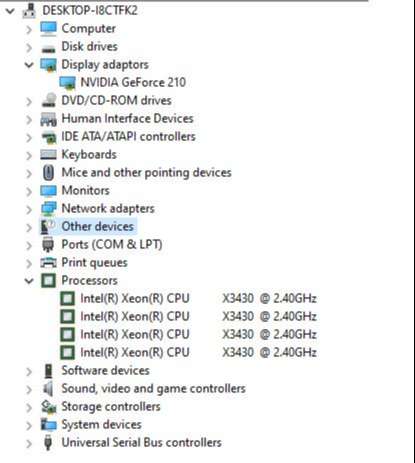 DESKTOP-I8CTFK2
Computer
Disk drives
Display adaptors
NVIDIA GeForce 210
DVD/CD-ROM drives
Human Interface Devices
IDE ATA/ATAPI controllers
Keyboards
Mice and other pointing devices
Monitors
Network adapters
Other devices
Ports (COM & LPT)
Print queues
Processors
Intel(R) Xeon(R) CPU X3430 @ 2.40GHz
Intel(R) Xeon(R) CPU X3430 @ 2.40GHz
Intel(R) Xeon(R) CPU X3430 @ 2.40GHz
Intel(R) Xeon(R) CPU X3430 @ 2.40GHz
Software devices
Sound, video and game controllers
Storage controllers
System devices
Universal Serial Bus controllers